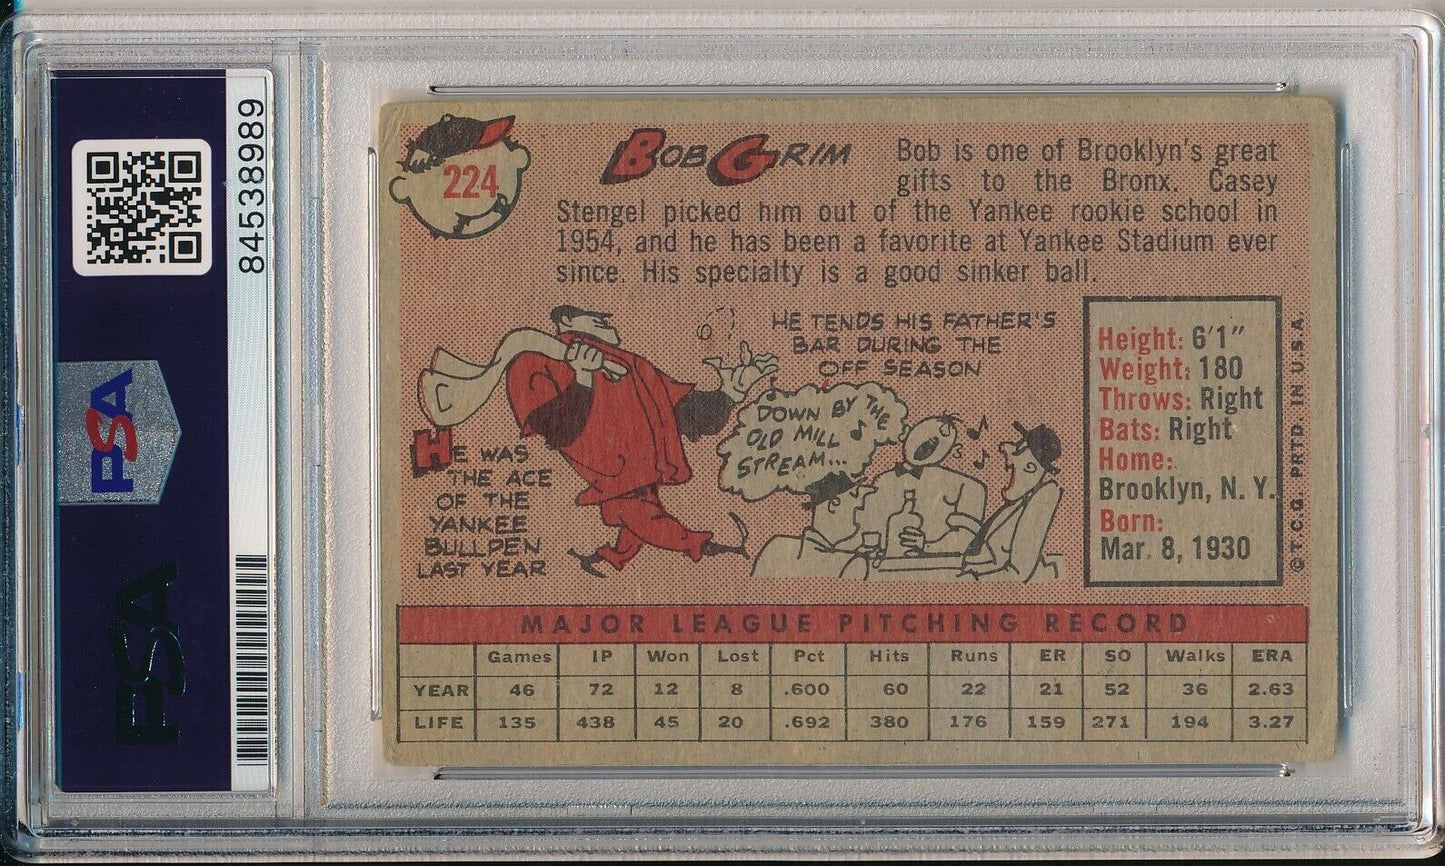 84538989
PSA
PSA
224
BOB GRIM
Bob is one of Brooklyn's great
gifts to the Bronx. Casey
Stengel picked him out of the Yankee rookie school in
1954, and he has been a favorite at Yankee Stadium ever
since. His specialty is a good sinker ball.
HE TENDS HIS FATHER'S
BAR DURING THE
OFF SEASON
DOWN BY THE
OLD MILL
STREAM...
HE WAS
THE ACE
OF THE
YANKEE
BULLPEN
LAST YEAR
Height: 6'1"
Weight: 180
Throws: Right
Bats: Right
Home:
Brooklyn, N. Y.
Born:
Mar. 8, 1930
©T.C.G. PRTD. IN U.S.A.
MAJOR LEAGUE PITCHING RECORD
Games IP Won Lost Pct Hits Runs ER SO Walks ERA
YEAR 46 72 12 8 .600 60 22 21 52 36 2.63
LIFE 135 438 45 20 .692 380 176 159 271 194 3.27